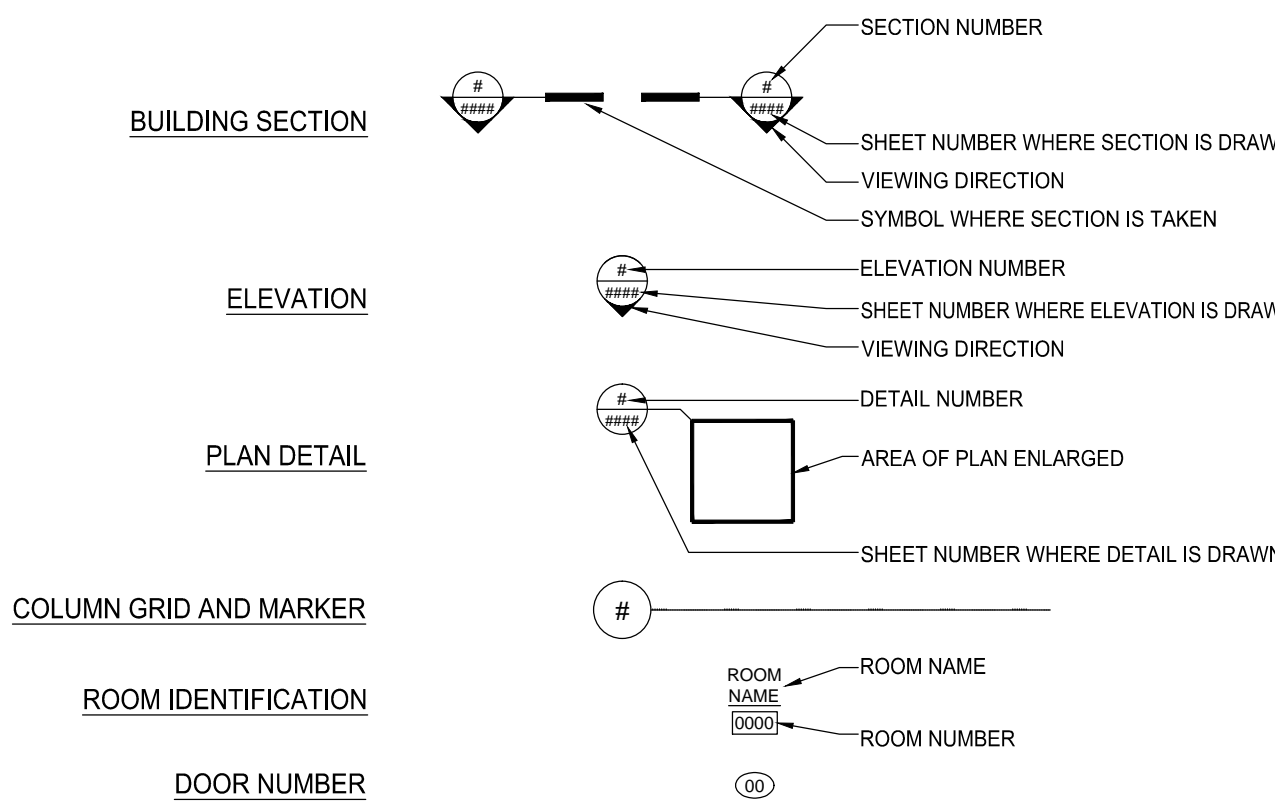 SECTION NUMBER
BUILDING SECTION
#
####
#
####
SHEET NUMBER WHERE SECTION IS DRAW
VIEWING DIRECTION
SYMBOL WHERE SECTION IS TAKEN
ELEVATION
#
####
ELEVATION NUMBER
SHEET NUMBER WHERE ELEVATION IS DRAW
VIEWING DIRECTION
PLAN DETAIL
#
####
DETAIL NUMBER
AREA OF PLAN ENLARGED
SHEET NUMBER WHERE DETAIL IS DRAWN
COLUMN GRID AND MARKER
#
ROOM IDENTIFICATION
ROOM
NAME
0000
ROOM NAME
ROOM NUMBER
DOOR NUMBER
00